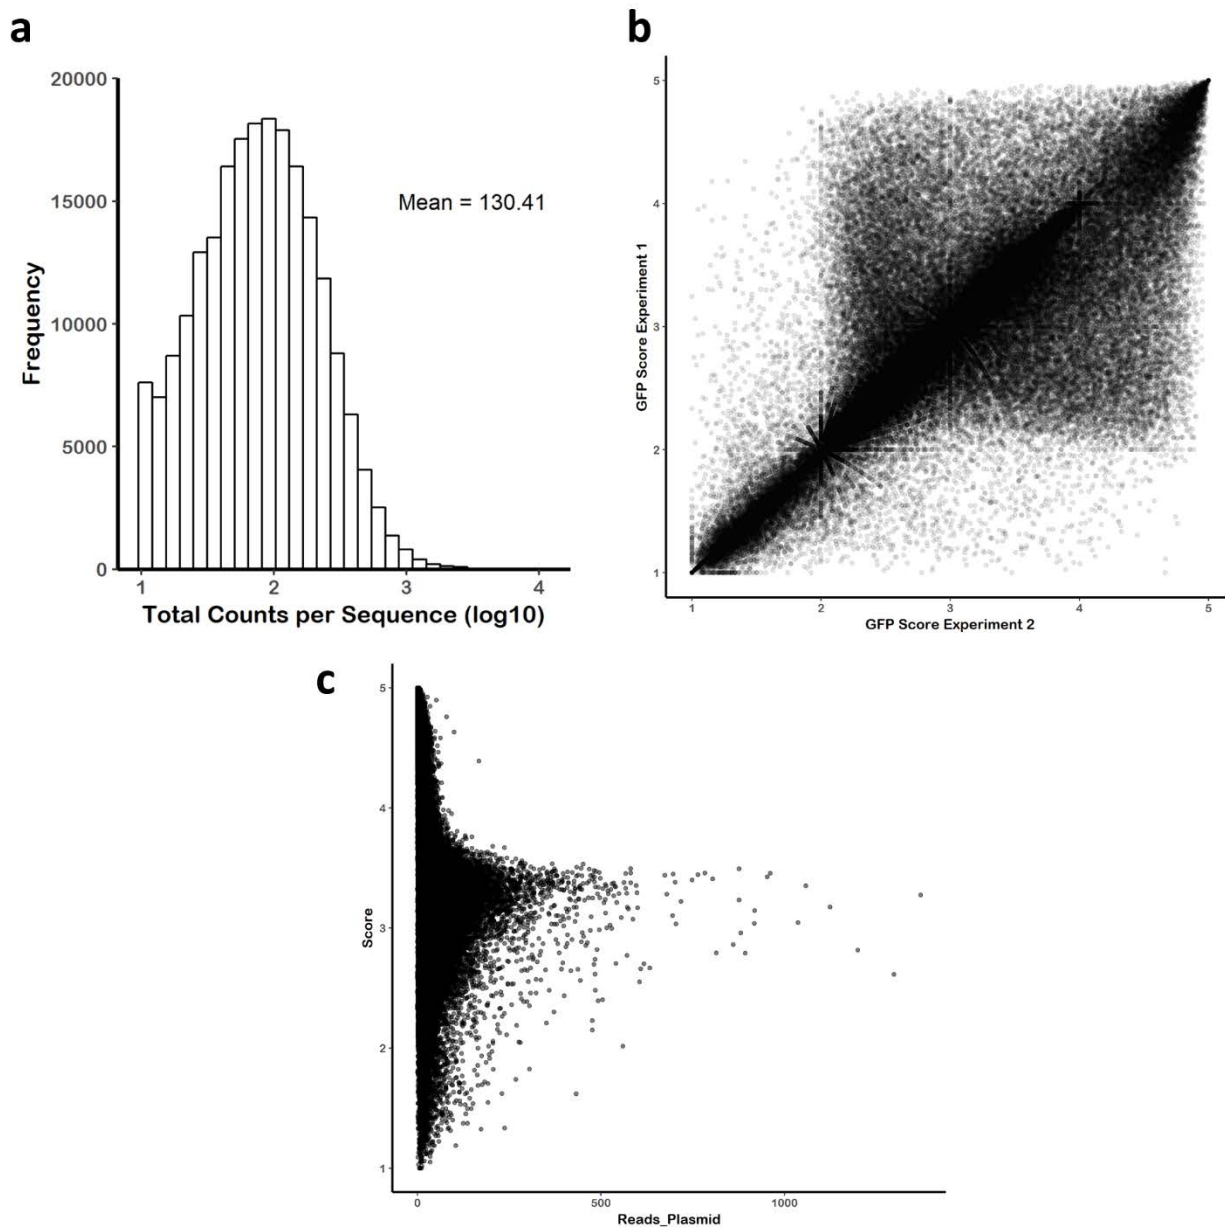 a
20000
15000
10000
5000
0
Frequency
Mean = 130.41
1 2 3 4
Total Counts per Sequence (log10)
b
5
4
3
2
1
GFP Score Experiment 1
1 2 3 4 5
GFP Score Experiment 2
c
5
4
3
2
1
Score
0 500 1000
Reads_Plasmid